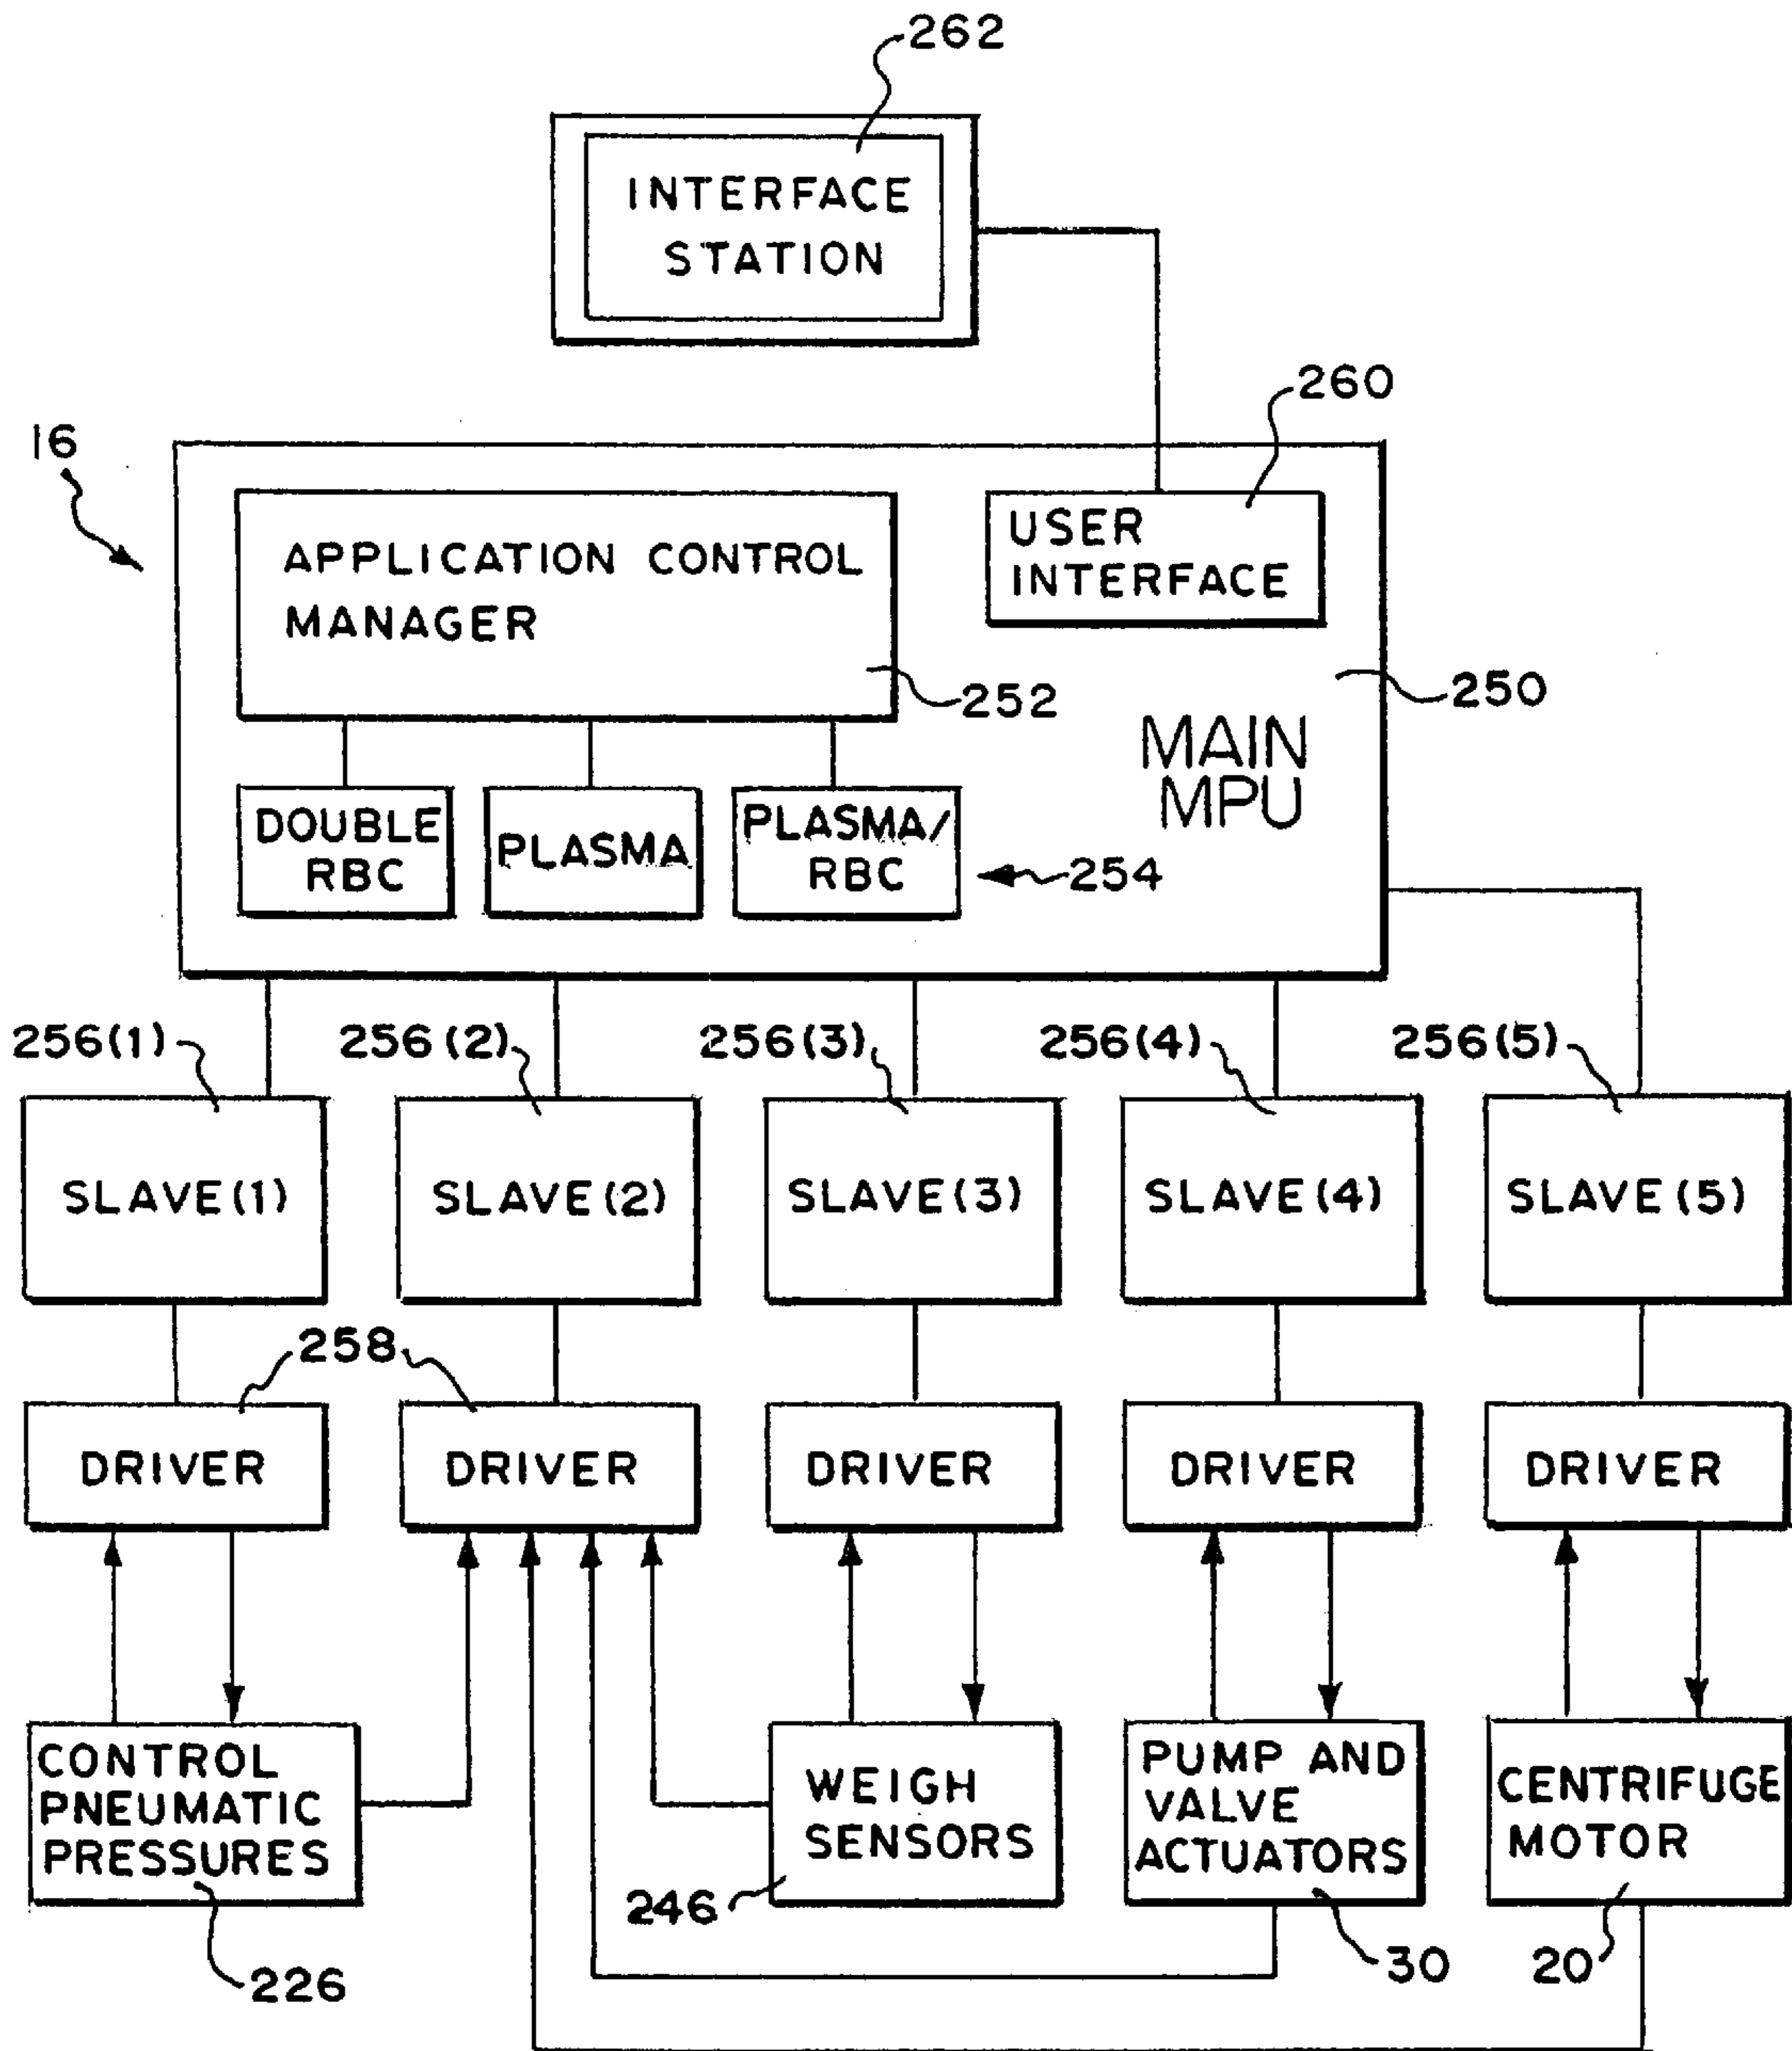 262
INTERFACE
STATION
260
16
APPLICATION CONTROL
MANAGER
USER
INTERFACE
252
250
MAIN
MPU
DOUBLE
RBC
PLASMA
PLASMA/
RBC
254
256(1)
256(2)
256(3)
256(4)
256(5)
SLAVE(1)
SLAVE(2)
SLAVE(3)
SLAVE(4)
SLAVE(5)
258
DRIVER
DRIVER
DRIVER
DRIVER
DRIVER
CONTROL
PNEUMATIC
PRESSURES
WEIGH
SENSORS
PUMP AND
VALVE
ACTUATORS
CENTRIFUGE
MOTOR
246
226
30
20